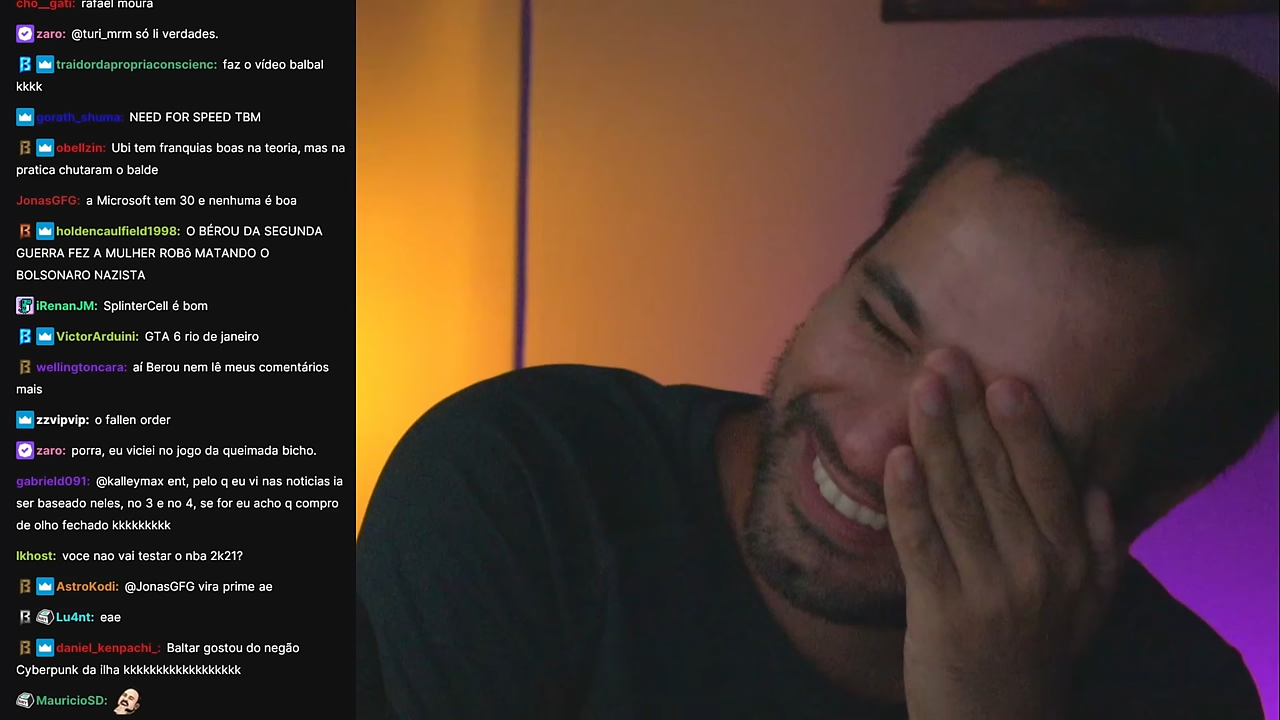 cho__gati: rafael moura
zaro: @turi_mrm só li verdades.
traidordapropriaconscienc: faz o vídeo balbal
kkkk
gorath_shuma: NEED FOR SPEED TBM
obellzin: Ubi tem franquias boas na teoria, mas na
pratica chutaram o balde
JonasGFG: a Microsoft tem 30 e nenhuma é boa
holdencaulfield1998: O BÉROU DA SEGUNDA
GUERRA FEZ A MULHER ROBô MATANDO O
BOLSONARO NAZISTA
iRenanJM: SplinterCell é bom
VictorArduini: GTA 6 rio de janeiro
wellingtoncara: aí Berou nem lê meus comentários
mais
zzvipvip: o fallen order
zaro: porra, eu viciei no jogo da queimada bicho.
gabrield091: @kalleymax ent, pelo q eu vi nas noticias ia
ser baseado neles, no 3 e no 4, se for eu acho q compro
de olho fechado kkkkkkkkk
lkhost: voce nao vai testar o nba 2k21?
AstroKodi: @JonasGFG vira prime ae
Lu4nt: eae
daniel_kenpachi_: Baltar gostou do negão
Cyberpunk da ilha kkkkkkkkkkkkkkkkkk
MauricioSD: